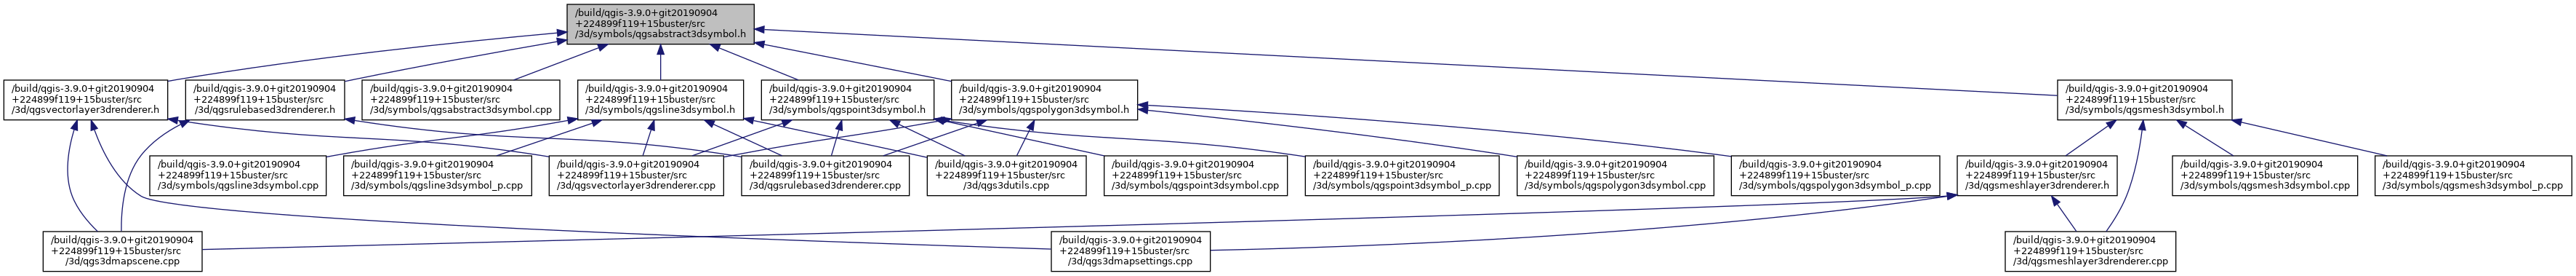 /build/qgis-3.9.0+git20190904
+224899f119+15buster/src
/3d/symbols/qgsabstract3dsymbol.h
/build/qgis-3.9.0+git20190904
+224899f119+15buster/src
/3d/qgsvectorlayer3drenderer.h
/build/qgis-3.9.0+git20190904
+224899f119+15buster/src
/3d/qgsrulebased3drenderer.h
/build/qgis-3.9.0+git20190904
+224899f119+15buster/src
/3d/symbols/qgsabstract3dsymbol.cpp
/build/qgis-3.9.0+git20190904
+224899f119+15buster/src
/3d/symbols/qgsline3dsymbol.h
/build/qgis-3.9.0+git20190904
+224899f119+15buster/src
/3d/symbols/qgspoint3dsymbol.h
/build/qgis-3.9.0+git20190904
+224899f119+15buster/src
/3d/symbols/qgspolygon3dsymbol.h
/build/qgis-3.9.0+git20190904
+224899f119+15buster/src
/3d/symbols/qgsmesh3dsymbol.h
/build/qgis-3.9.0+git20190904
+224899f119+15buster/src
/3d/symbols/qgsline3dsymbol.cpp
/build/qgis-3.9.0+git20190904
+224899f119+15buster/src
/3d/symbols/qgsline3dsymbol_p.cpp
/build/qgis-3.9.0+git20190904
+224899f119+15buster/src
/3d/qgsvectorlayer3drenderer.cpp
/build/qgis-3.9.0+git20190904
+224899f119+15buster/src
/3d/qgsrulebased3drenderer.cpp
/build/qgis-3.9.0+git20190904
+224899f119+15buster/src
/3d/qgs3dutils.cpp
/build/qgis-3.9.0+git20190904
+224899f119+15buster/src
/3d/symbols/qgspoint3dsymbol.cpp
/build/qgis-3.9.0+git20190904
+224899f119+15buster/src
/3d/symbols/qgspoint3dsymbol_p.cpp
/build/qgis-3.9.0+git20190904
+224899f119+15buster/src
/3d/symbols/qgspolygon3dsymbol.cpp
/build/qgis-3.9.0+git20190904
+224899f119+15buster/src
/3d/symbols/qgspolygon3dsymbol_p.cpp
/build/qgis-3.9.0+git20190904
+224899f119+15buster/src
/3d/qgsmeshlayer3drenderer.h
/build/qgis-3.9.0+git20190904
+224899f119+15buster/src
/3d/symbols/qgsmesh3dsymbol.cpp
/build/qgis-3.9.0+git20190904
+224899f119+15buster/src
/3d/symbols/qgsmesh3dsymbol_p.cpp
/build/qgis-3.9.0+git20190904
+224899f119+15buster/src
/3d/qgs3dmapscene.cpp
/build/qgis-3.9.0+git20190904
+224899f119+15buster/src
/3d/qgs3dmapsettings.cpp
/build/qgis-3.9.0+git20190904
+224899f119+15buster/src
/3d/qgsmeshlayer3drenderer.cpp